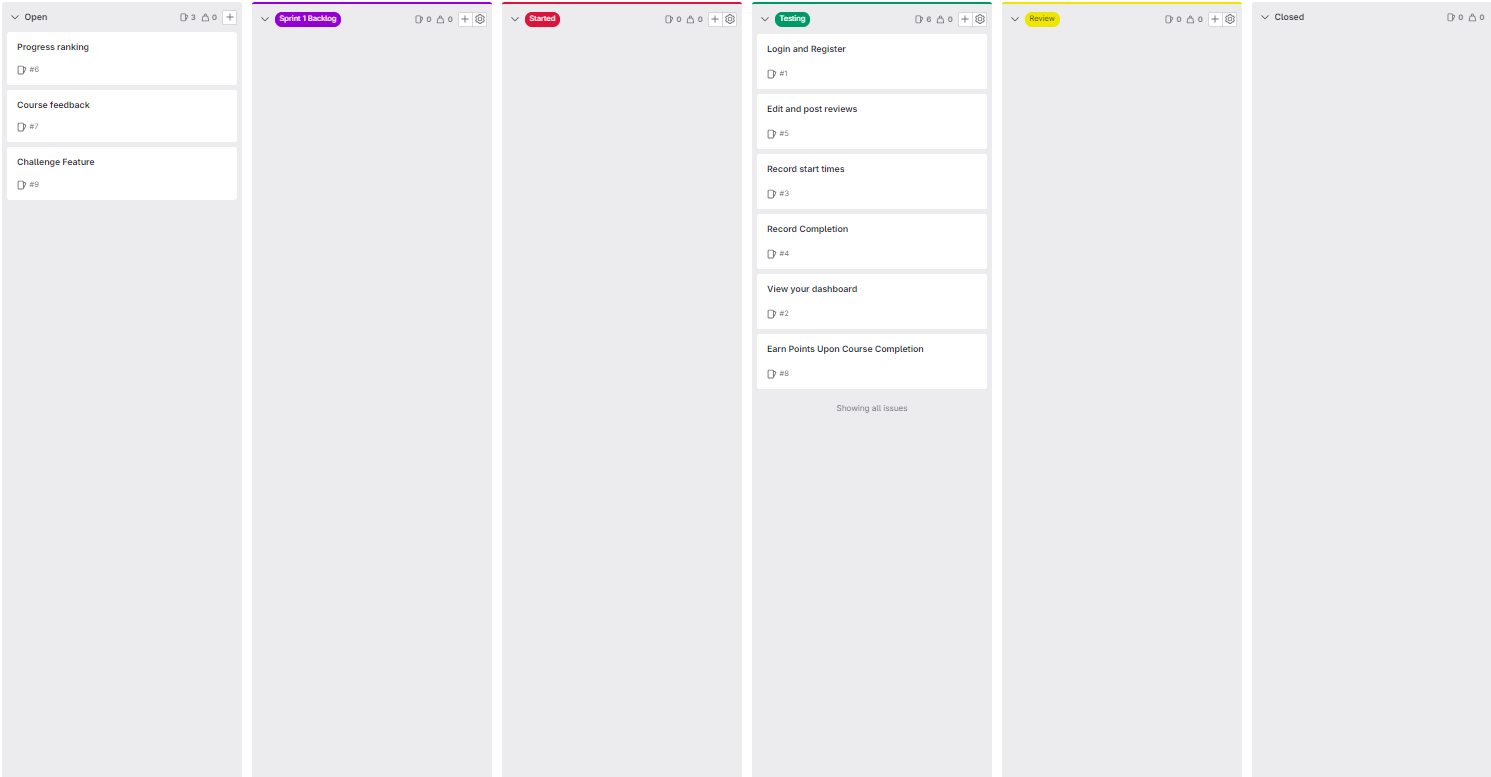 Open 3 0
Progress ranking
#6
Course feedback
#7
Challenge Feature
#9
Sprint 1 Backlog 0 0
Started 0 0
Testing 6 0
Login and Register
#1
Edit and post reviews
#5
Record start times
#3
Record Completion
#4
View your dashboard
#2
Earn Points Upon Course Completion
#8
Showing all issues
Review 0 0
Closed 0 0